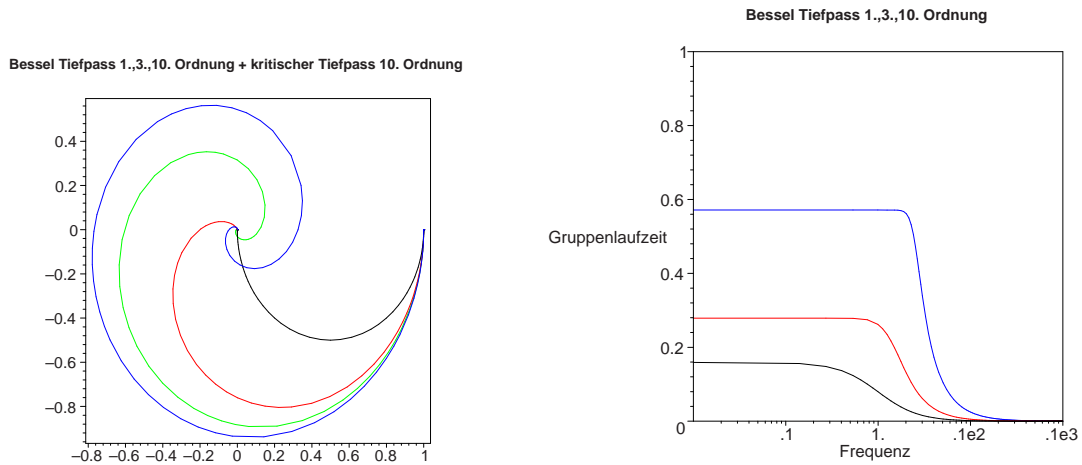 Bessel Tiefpass 1.,3.,10. Ordnung + kritischer Tiefpass 10. Ordnung
0.4
0.2
0
–0.2
–0.4
–0.6
–0.8
–0.8 –0.6 –0.4 –0.2 0 0.2 0.4 0.6 0.8 1
Bessel Tiefpass 1.,3.,10. Ordnung
1
0.8
0.6
Gruppenlaufzeit
0.4
0.2
0
.1 1. .1e2 .1e3
Frequenz